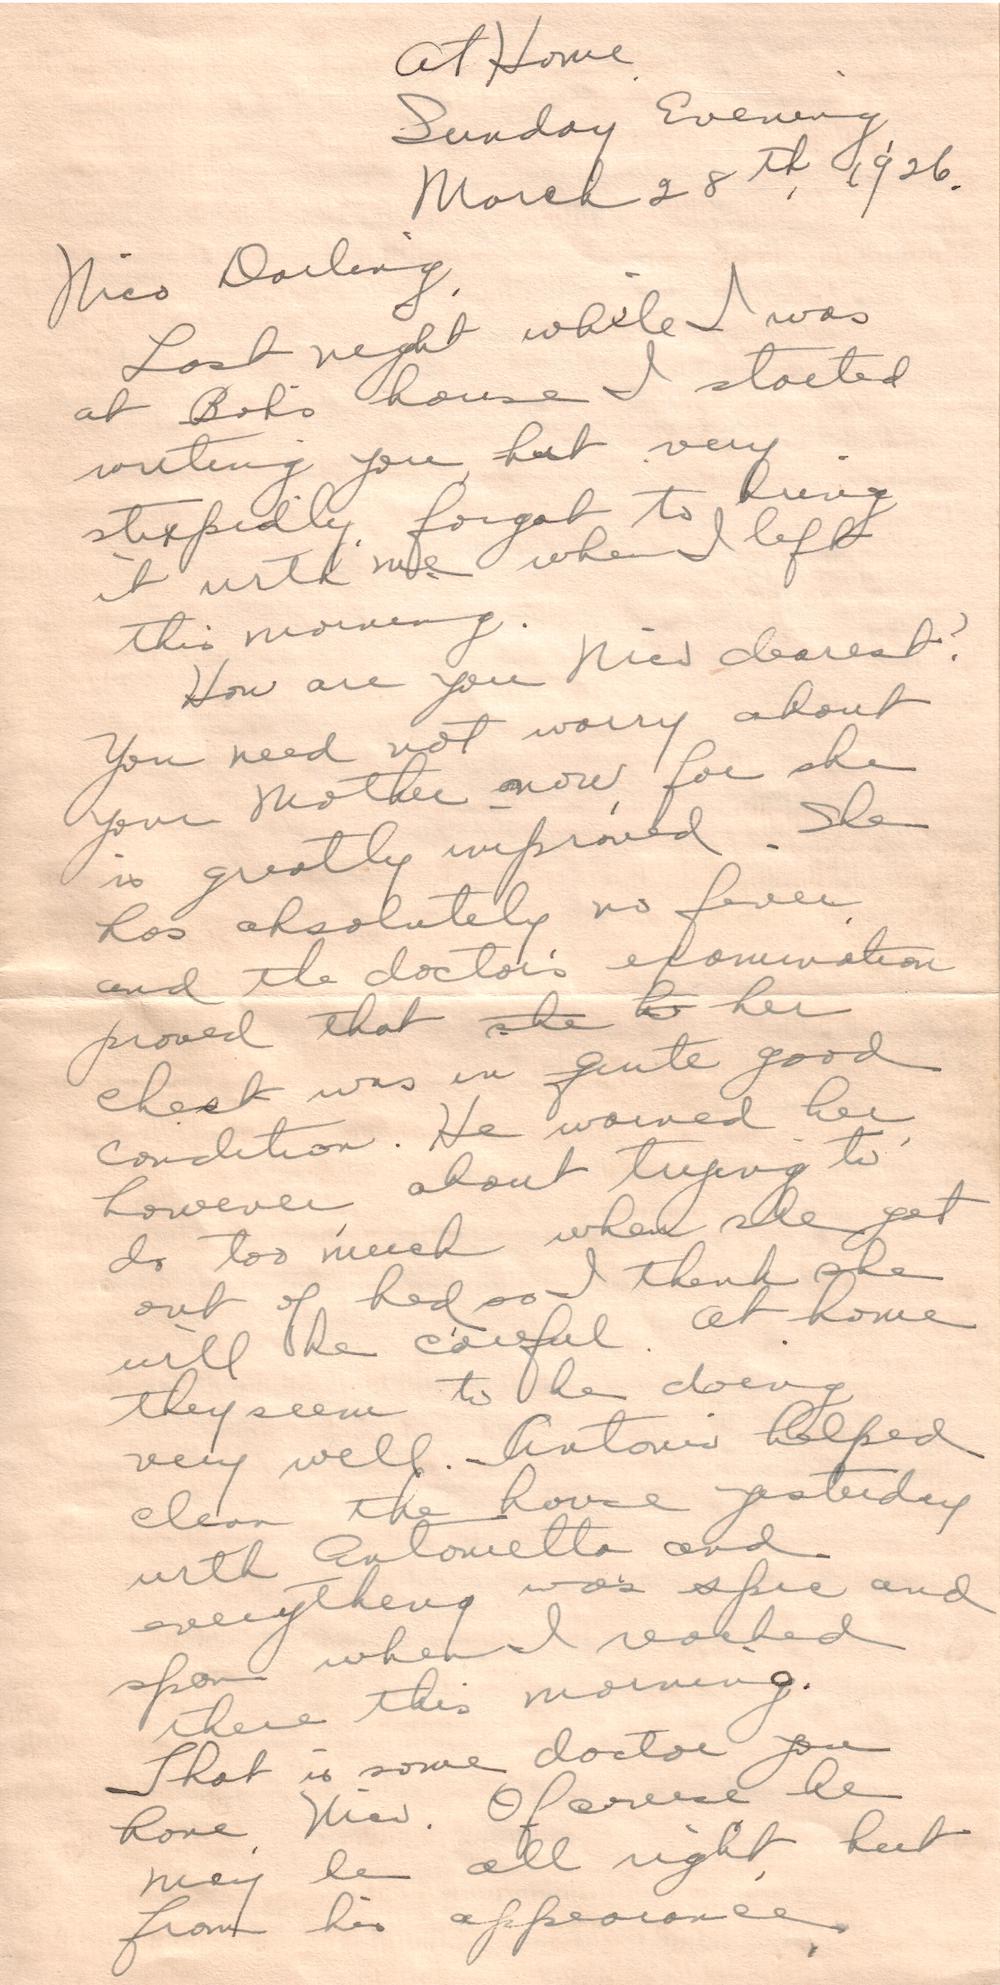 At Home
Sunday Evening
March 28th, 1926.
Nico Darling,
Last night while I was
at Bob's house I started
writing you, but very
stupidly, forgot to bring
it with me when I left
this morning.
How are you Nico dearest?
You need not worry about
your Mother now, for she
is greatly improved. She
has absolutely no fever,
and the doctor's examination
proved that she to her
chest was in quite good
condition. He warned her,
however, about trying to
do too much when she got
out of bed so I think she
will be careful. At home
they seem to be doing
very well. Antonio helped
clean the house yesterday
with Antonietta and
everything was spic and
span when I reached
there this morning.
That is some doctor you
have, Nico. Of course he
may be all right, but
from his appearance,